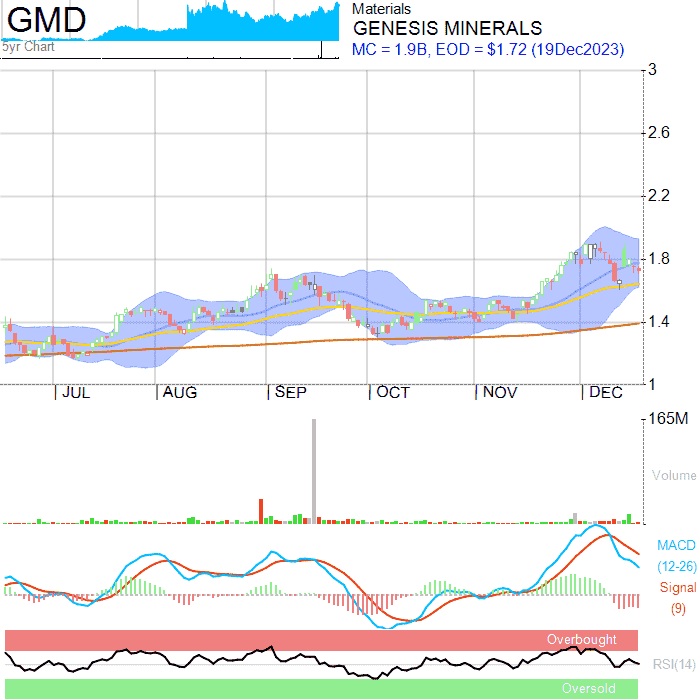 GMD
5yr Chart
Materials
GENESIS MINERALS
MC = 1.9B, EOD = $1.72 (19Dec2023)
3
2.6
2.2
1.8
1.4
1
JUL AUG SEP OCT NOV DEC
165M
Volume
MACD
(12-26)
Signal
(9)
Overbought
RSI(14)
Oversold